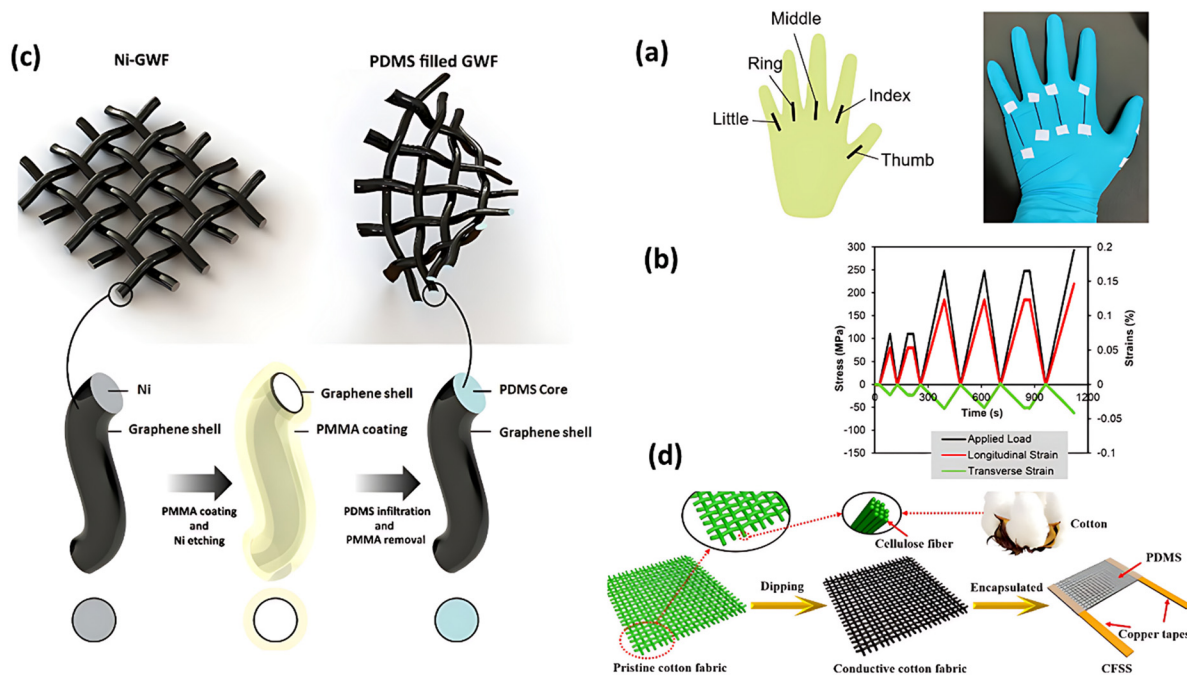 (c)
Ni-GWF
PDMS filled GWF
Ni
Graphene shell
Graphene shell
PMMA coating
PDMS Core
Graphene shell
PMMA coating
and
Ni etching
PDMS infiltration
and
PMMA removal
(a)
Middle
Ring
Index
Little
Thumb
(b)
Stress (MPa)
300
250
200
150
100
50
0
-50
-100
-150
0.2
0.15
0.1
0.05
0
-0.05
-0.1
Strains (%)
0 300 600 900 1200
Time (s)
Applied Load
Longitudinal Strain
Transverse Strain
(d)
Cellulose fiber
Cotton
Dipping
Encapsulated
PDMS
Copper tapes
Pristine cotton fabric
Conductive cotton fabric
CFSS